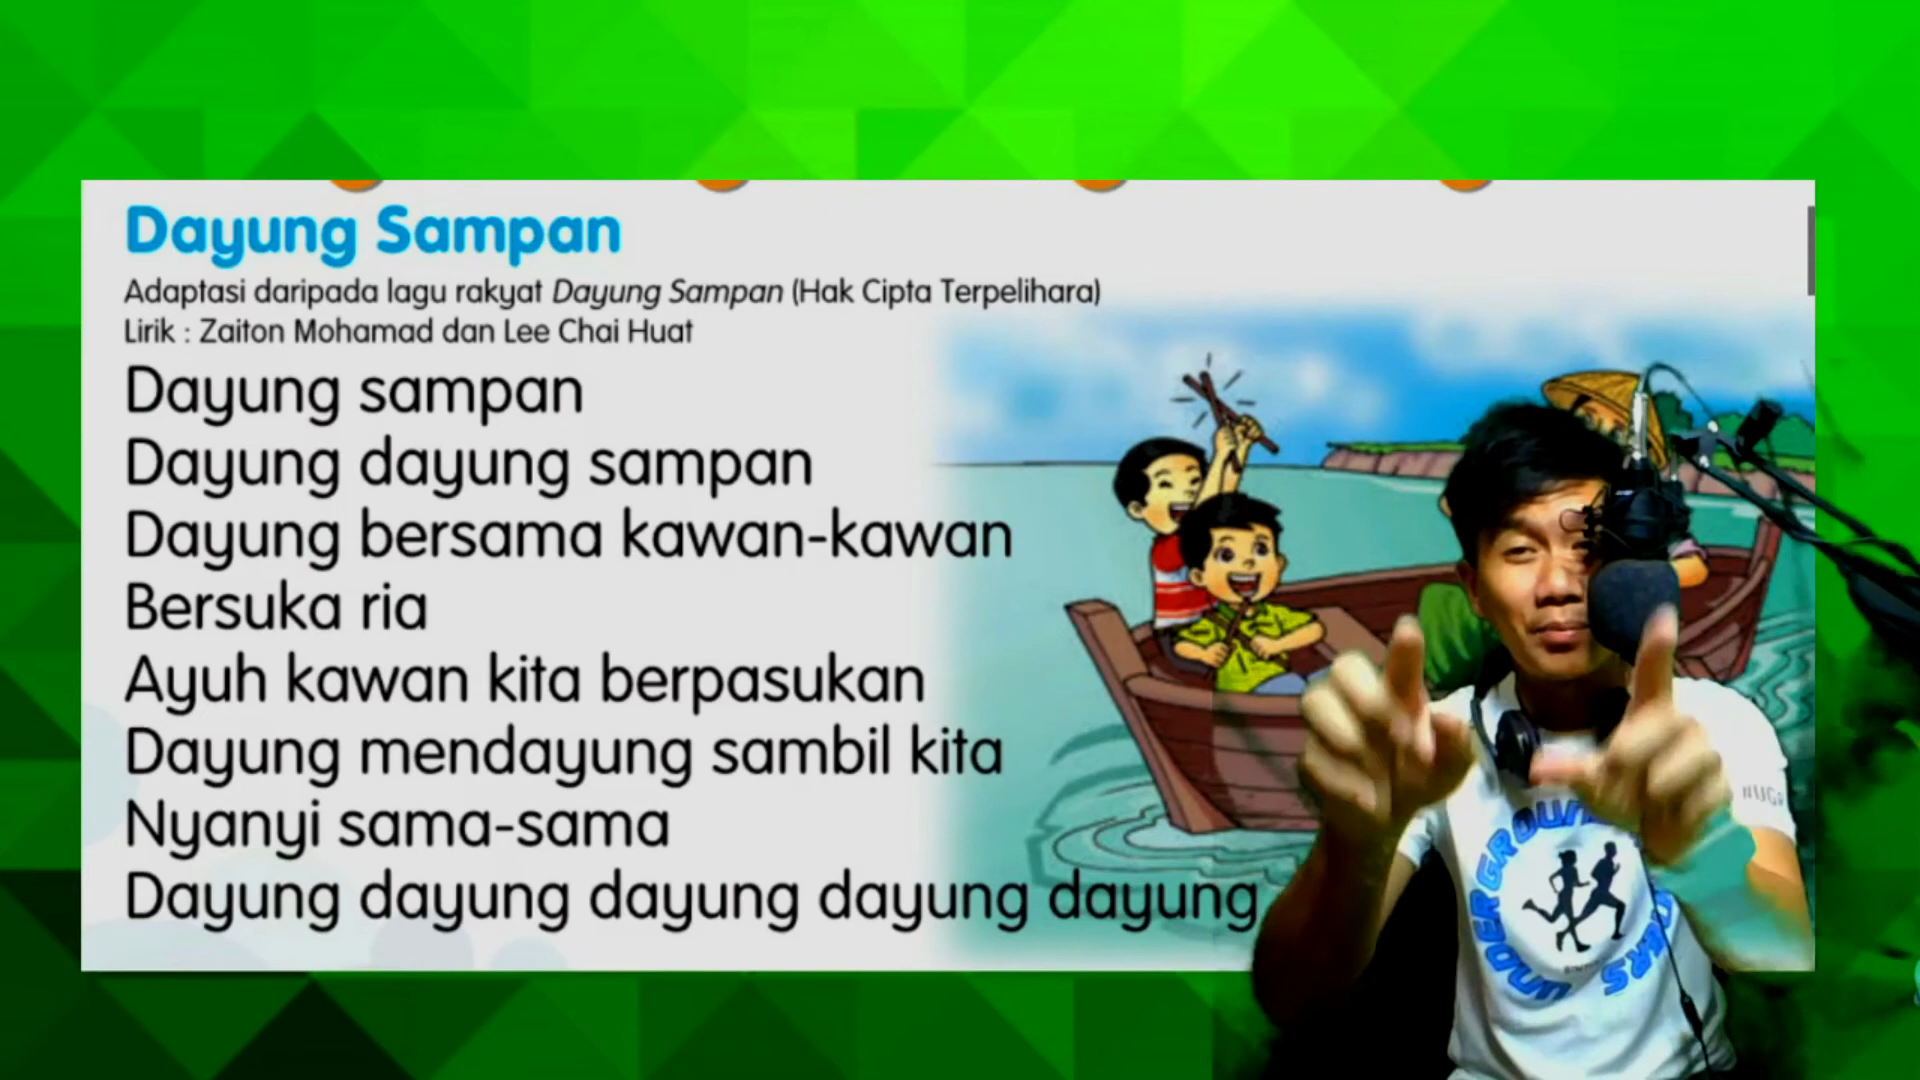 Dayung Sampan
Adaptasi daripada lagu rakyat Dayung Sampan (Hak Cipta Terpelihara)
Lirik : Zaiton Mohamad dan Lee Chai Huat
Dayung sampan
Dayung dayung sampan
Dayung bersama kawan-kawan
Bersuka ria
Ayuh kawan kita berpasukan
Dayung mendayung sambil kita
Nyanyi sama-sama
Dayung dayung dayung dayung dayung